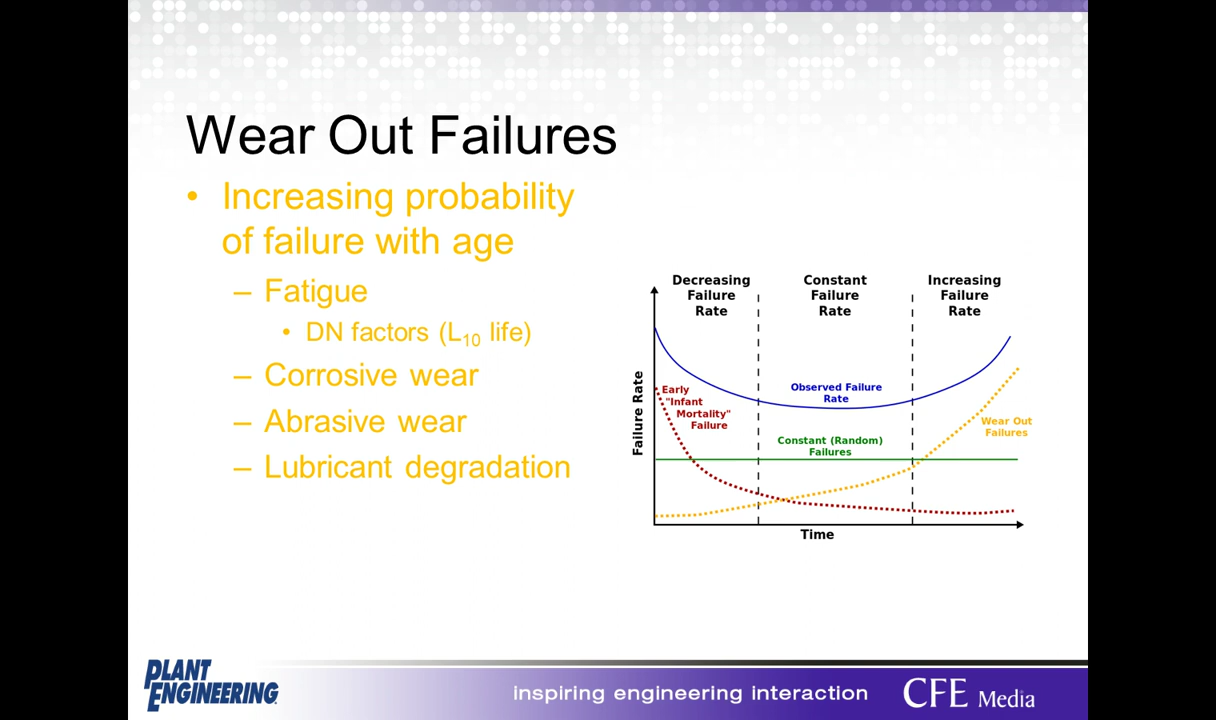 Wear Out Failures
• Increasing probability
of failure with age
– Fatigue
• DN factors (L10 life)
– Corrosive wear
– Abrasive wear
– Lubricant degradation
Decreasing
Failure
Rate
Constant
Failure
Rate
Increasing
Failure
Rate
Failure Rate
Observed Failure
Rate
Early
"Infant
Mortality"
Failure
Constant (Random)
Failures
Wear Out
Failures
Time
PLANT
ENGINEERING
inspiring engineering interaction
CFE Media